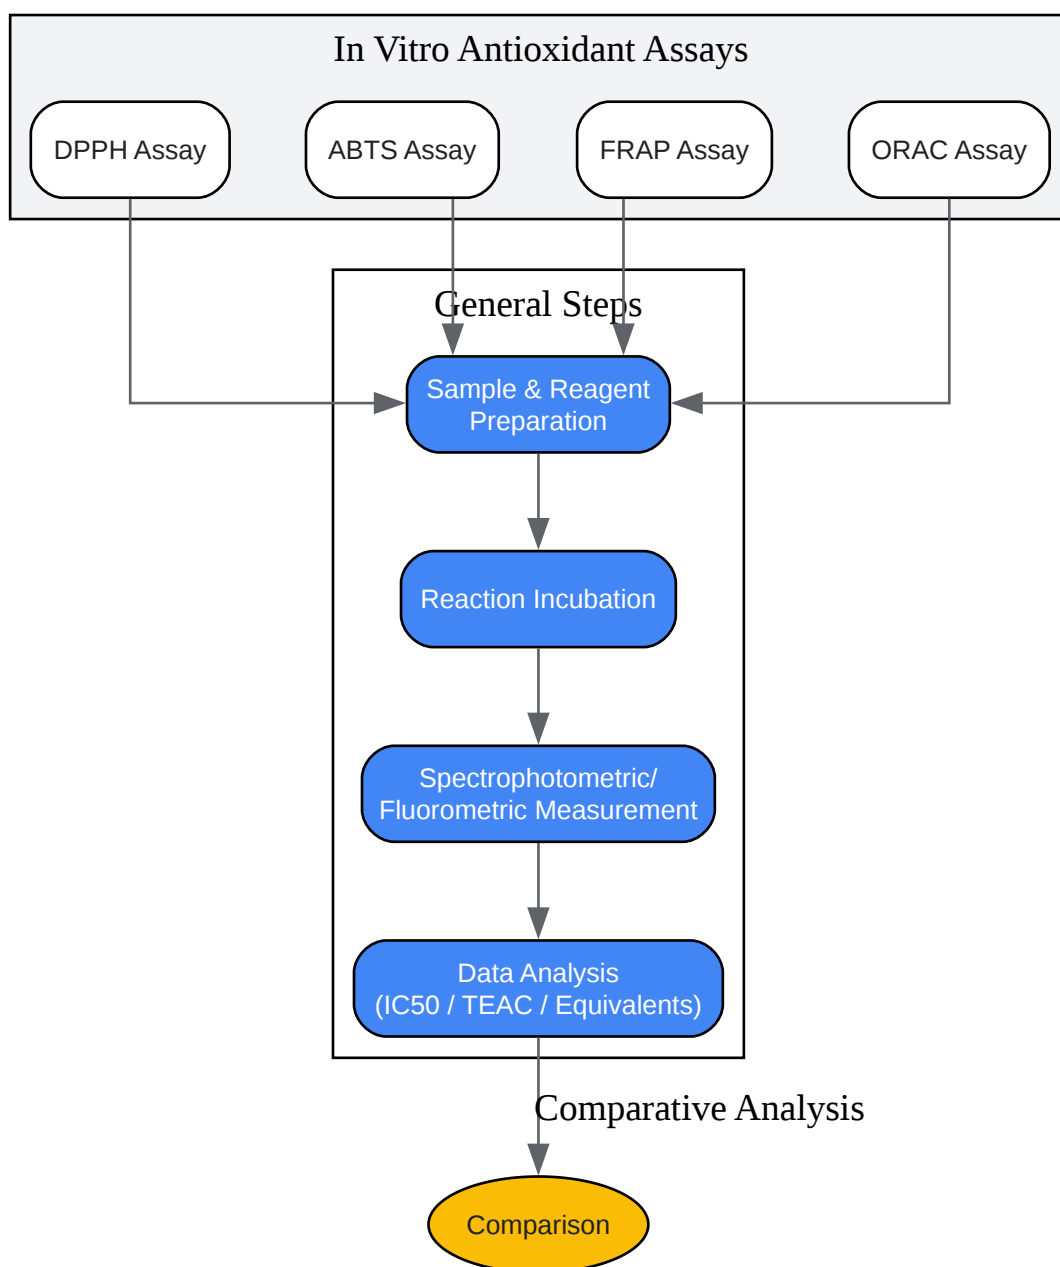 In Vitro Antioxidant Assays
DPPH Assay
ABTS Assay
FRAP Assay
ORAC Assay
General Steps
Sample & Reagent
Preparation
Reaction Incubation
Spectrophotometric/
Fluorometric Measurement
Data Analysis
(IC50 / TEAC / Equivalents)
Comparative Analysis
Comparison